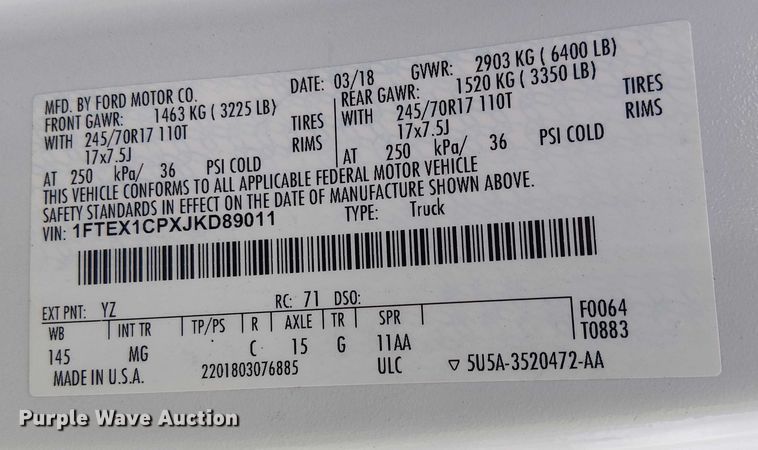 MFD. BY FORD MOTOR CO. DATE: 03/18 GVWR: 2903 KG ( 6400 LB)
FRONT GAWR: 1463 KG ( 3225 LB) REAR GAWR: 1520 KG ( 3350 LB)
WITH 245/70R17 110T TIRES WITH 245/70R17 110T TIRES
17x7.5J RIMS 17x7.5J RIMS
AT 250 kPa/ 36 PSI COLD AT 250 kPa/ 36 PSI COLD
THIS VEHICLE CONFORMS TO ALL APPLICABLE FEDERAL MOTOR VEHICLE
SAFETY STANDARDS IN EFFECT ON THE DATE OF MANUFACTURE SHOWN ABOVE.
VIN: 1FTEX1CPXJKD89011 TYPE: Truck
EXT PNT: YZ RC: 71 DSO: F0064
WB INT TR TP/PS R AXLE TR SPR T0883
145 MG C 15 G 11AA
MADE IN U.S.A. 2201803076885 ULC ▽ 5U5A-3520472-AA
Purple Wave Auction